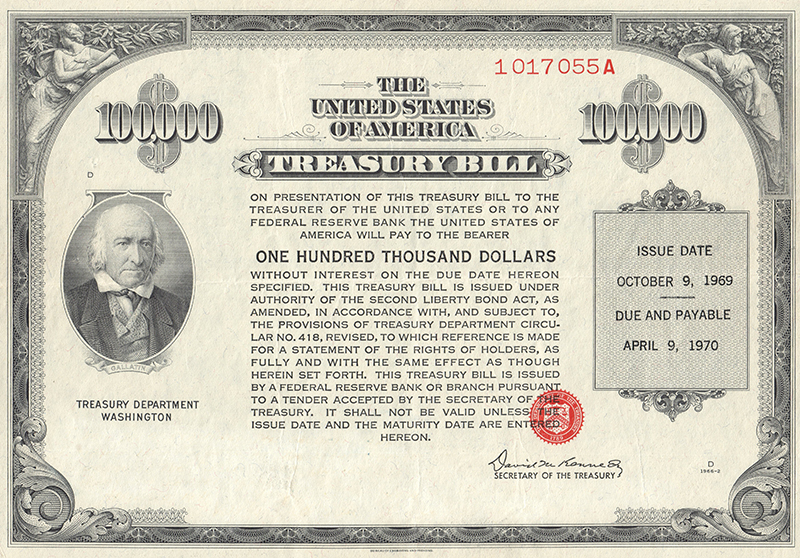 1017055A
THE
UNITED STATES
OF AMERICA
100,000
100,000
TREASURY BILL
D
ON PRESENTATION OF THIS TREASURY BILL TO THE
TREASURER OF THE UNITED STATES OR TO ANY
FEDERAL RESERVE BANK THE UNITED STATES OF
AMERICA WILL PAY TO THE BEARER
ONE HUNDRED THOUSAND DOLLARS
WITHOUT INTEREST ON THE DUE DATE HEREON
SPECIFIED. THIS TREASURY BILL IS ISSUED UNDER
AUTHORITY OF THE SECOND LIBERTY BOND ACT, AS
AMENDED, IN ACCORDANCE WITH, AND SUBJECT TO,
THE PROVISIONS OF TREASURY DEPARTMENT CIRCU-
LAR NO. 418, REVISED, TO WHICH REFERENCE IS MADE
FOR A STATEMENT OF THE RIGHTS OF HOLDERS, AS
FULLY AND WITH THE SAME EFFECT AS THOUGH
HEREIN SET FORTH. THIS TREASURY BILL IS ISSUED
BY A FEDERAL RESERVE BANK OR BRANCH PURSUANT
TO A TENDER ACCEPTED BY THE SECRETARY OF THE
TREASURY. IT SHALL NOT BE VALID UNLESS THE
ISSUE DATE AND THE MATURITY DATE ARE ENTERED
HEREON.
GALLATIN
TREASURY DEPARTMENT
WASHINGTON
ISSUE DATE
OCTOBER 9, 1969
DUE AND PAYABLE
APRIL 9, 1970
1789
David M Kennedy
SECRETARY OF THE TREASURY
D
1966-2